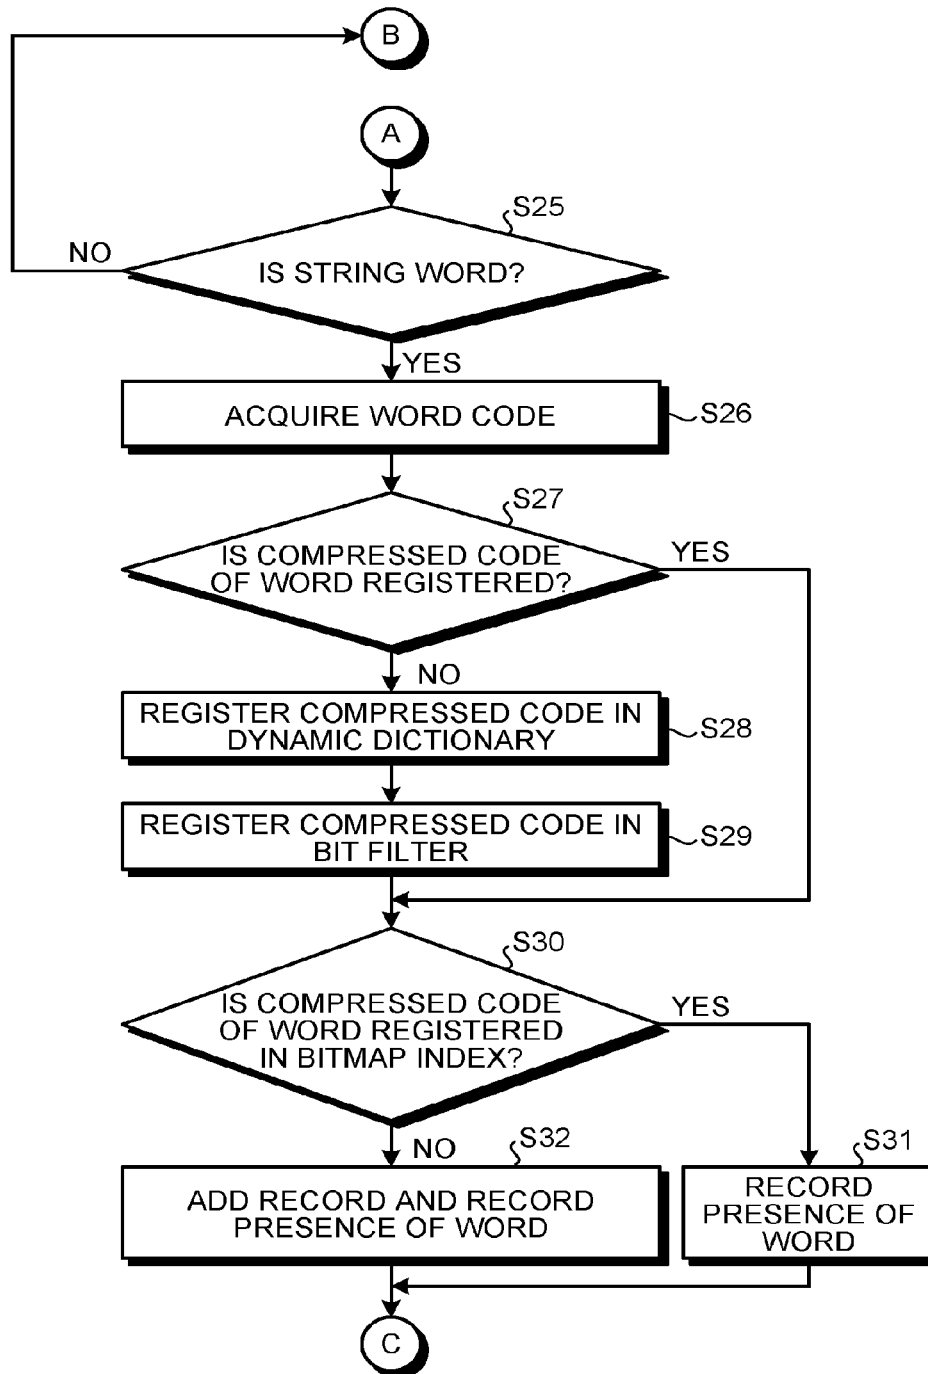 B
A
S25
NO
IS STRING WORD?
YES
ACQUIRE WORD CODE
S26
S27
IS COMPRESSED CODE
OF WORD REGISTERED?
YES
NO
REGISTER COMPRESSED CODE IN
DYNAMIC DICTIONARY
S28
REGISTER COMPRESSED CODE IN
BIT FILTER
S29
S30
IS COMPRESSED CODE
OF WORD REGISTERED
IN BITMAP INDEX?
YES
NO
S32
S31
ADD RECORD AND RECORD
PRESENCE OF WORD
RECORD
PRESENCE OF
WORD
C